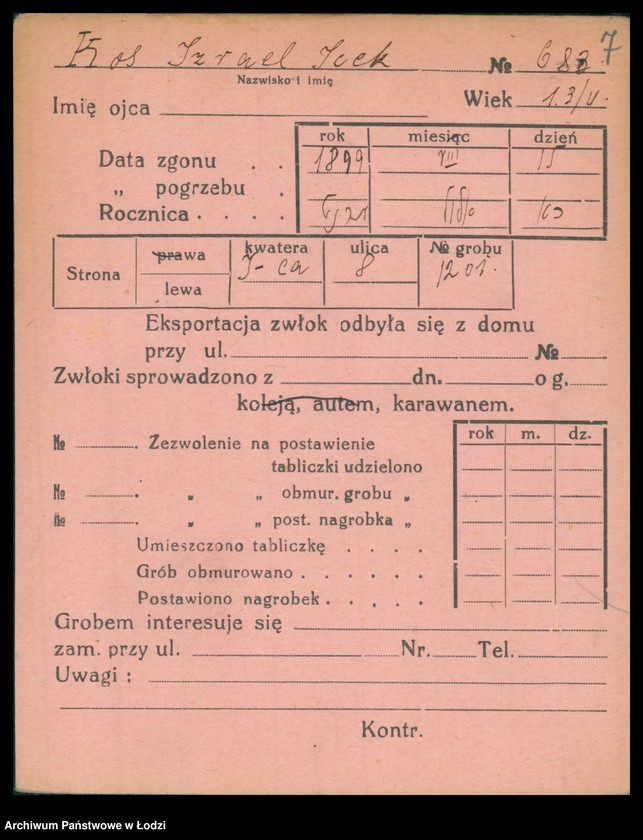 7
Kos Izrael Icek № 683
Nazwisko i imię
Imię ojca Wiek 1.3/V.
rok miesiąc dzień
Data zgonu . . 1899 VIII 15
„ pogrzebu .
Rocznica . . . .
Strona prawa kwatera ulica № grobu
lewa I-ca 8 1201.
Eksportacja zwłok odbyła się z domu
przy ul. №
Zwłoki sprowadzono z dn. o g.
koleją, autem, karawanem.
rok m. dz.
№ . Zezwolenie na postawienie
tabliczki udzielono
№ . „ „ obmur. grobu „
№ . „ „ post. nagrobka „
Umieszczono tabliczkę . . . .
Grób obmurowano . . . . . .
Postawiono nagrobek . . . . .
Grobem interesuje się
zam. przy ul. Nr. Tel.
Uwagi :
Kontr.
Archiwum Państwowe w Łodzi